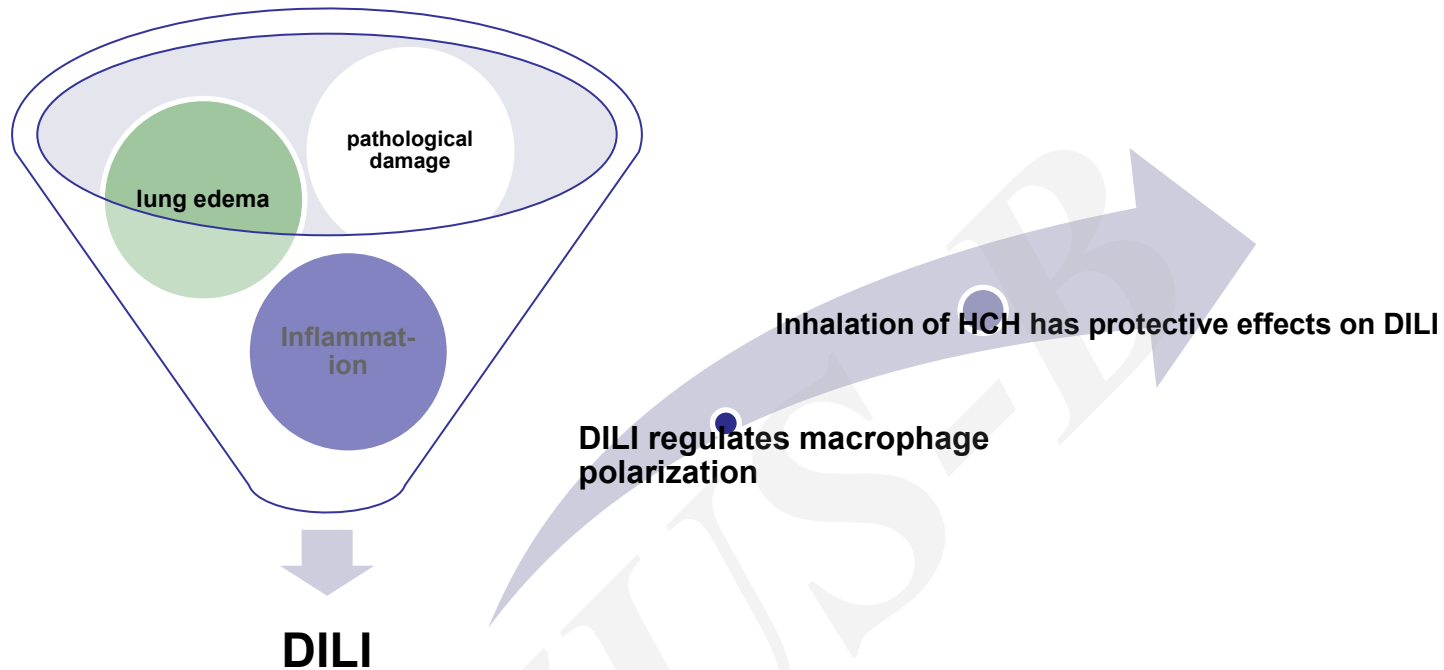 pathological
damage
lung edema
Inflammat-
ion
Inhalation of HCH has protective effects on DILI
DILI regulates macrophage
polarization
DILI